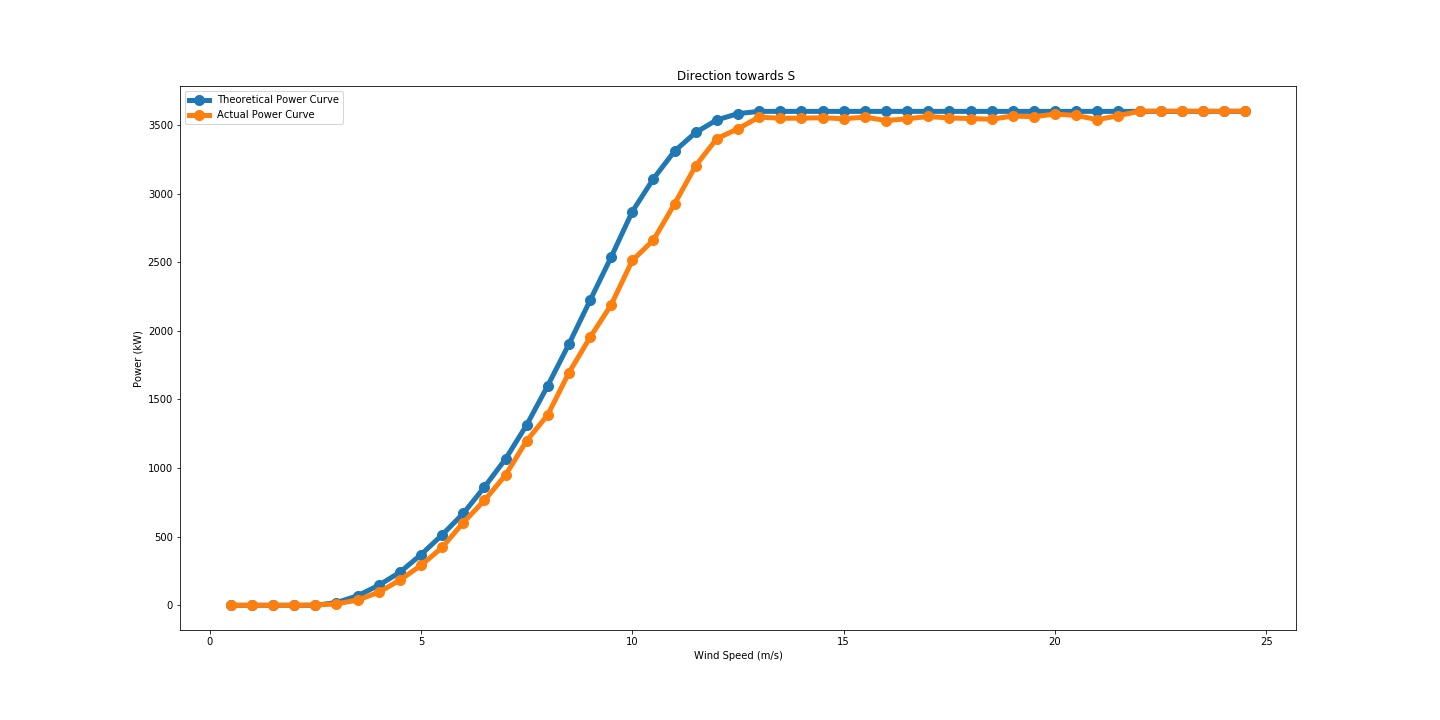 Direction towards S
Theoretical Power Curve
Actual Power Curve
3500
3000
2500
2000
1500
1000
500
0
Power (kW)
0 5 10 15 20 25
Wind Speed (m/s)